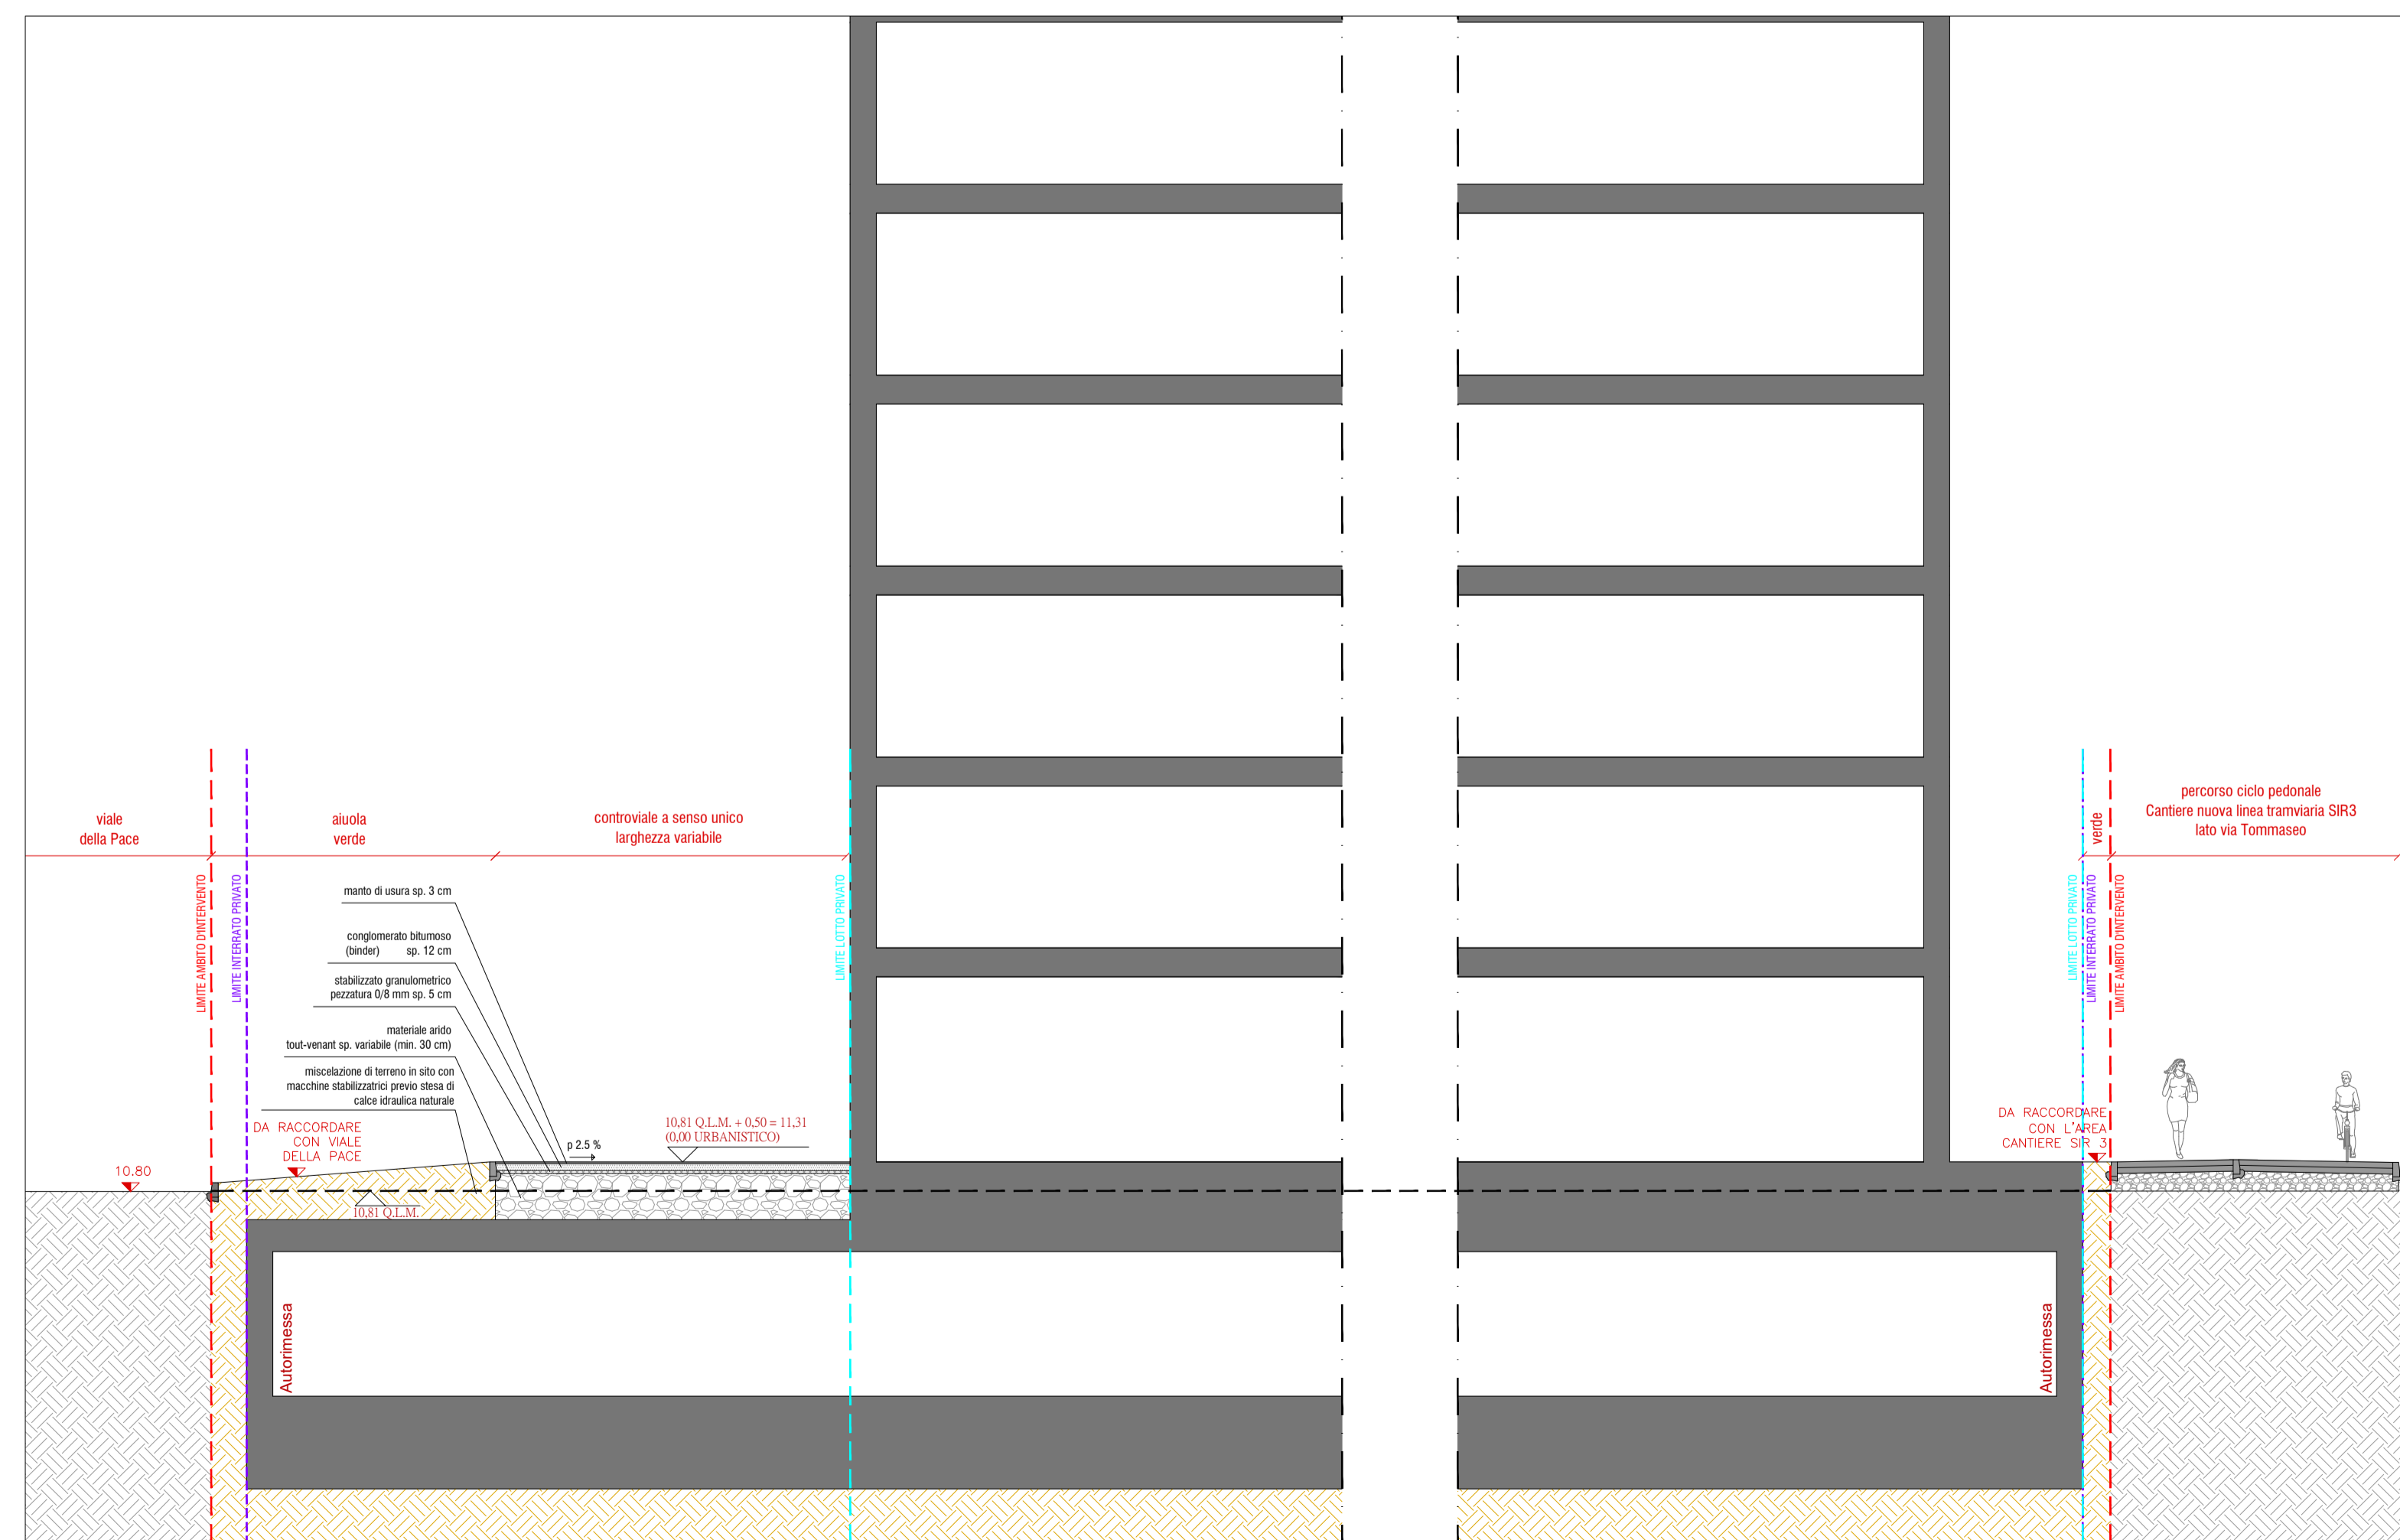 viale
della Pace
aiuola
verde
controviale a senso unico
larghezza variabile
verde
percorso ciclo pedonale
Cantiere nuova linea tramviaria SIR3
lato via Tommaseo
LIMITE AMBITO D'INTERVENTO
LIMITE INTERRATO PRIVATO
LIMITE LOTTO PRIVATO
LIMITE LOTTO PRIVATO
LIMITE INTERRATO PRIVATO
LIMITE AMBITO D'INTERVENTO
manto di usura sp. 3 cm
conglomerato bitumoso
(binder) sp. 12 cm
stabilizzato granulometrico
pezzatura 0/8 mm sp. 5 cm
materiale arido
tout-venant sp. variabile (min. 30 cm)
miscelazione di terreno in sito con
macchine stabilizzatrici previo stesa di
calce idraulica naturale
DA RACCORDARE
CON VIALE
DELLA PACE
10.80
p 2.5 %
10,81 Q.L.M. + 0,50 = 11,31
(0,00 URBANISTICO)
10,81 Q.L.M.
DA RACCORDARE
CON L'AREA
CANTIERE SIR 3
Autorimessa
Autorimessa